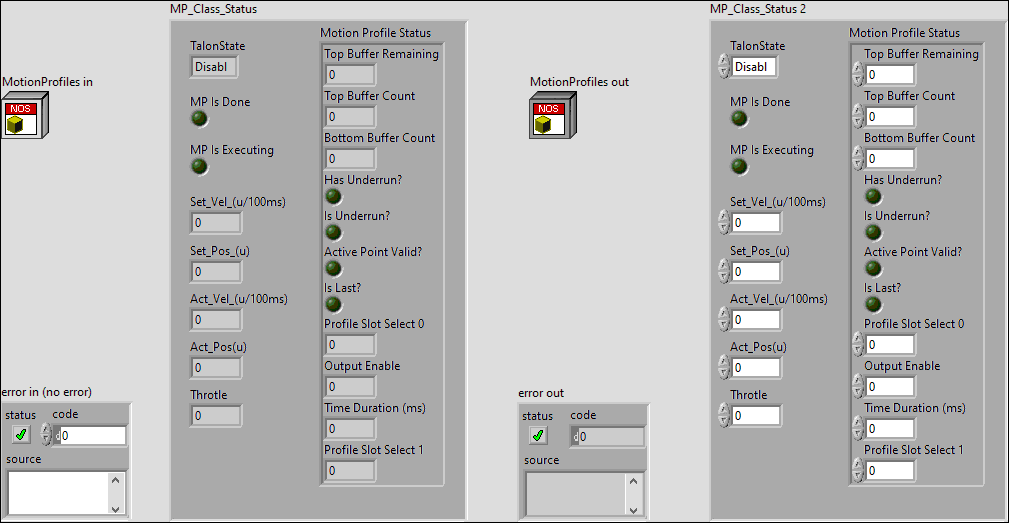 MP_Class_Status
MP_Class_Status 2
MotionProfiles in
NOS
TalonState
Disabl
MP Is Done
MP Is Executing
Set_Vel_(u/100ms)
0
Set_Pos_(u)
0
Act_Vel_(u/100ms)
0
Act_Pos(u)
0
Throtle
0
Motion Profile Status
Top Buffer Remaining
0
Top Buffer Count
0
Bottom Buffer Count
0
Has Underrun?
Is Underrun?
Active Point Valid?
Is Last?
Profile Slot Select 0
0
Output Enable
0
Time Duration (ms)
0
Profile Slot Select 1
0
error in (no error)
status
code
d0
source
MotionProfiles out
NOS
TalonState
Disabl
MP Is Done
MP Is Executing
Set_Vel_(u/100ms)
0
Set_Pos_(u)
0
Act_Vel_(u/100ms)
0
Act_Pos(u)
0
Throtle
0
Motion Profile Status
Top Buffer Remaining
0
Top Buffer Count
0
Bottom Buffer Count
0
Has Underrun?
Is Underrun?
Active Point Valid?
Is Last?
Profile Slot Select 0
0
Output Enable
0
Time Duration (ms)
0
Profile Slot Select 1
0
error out
status
code
d0
source